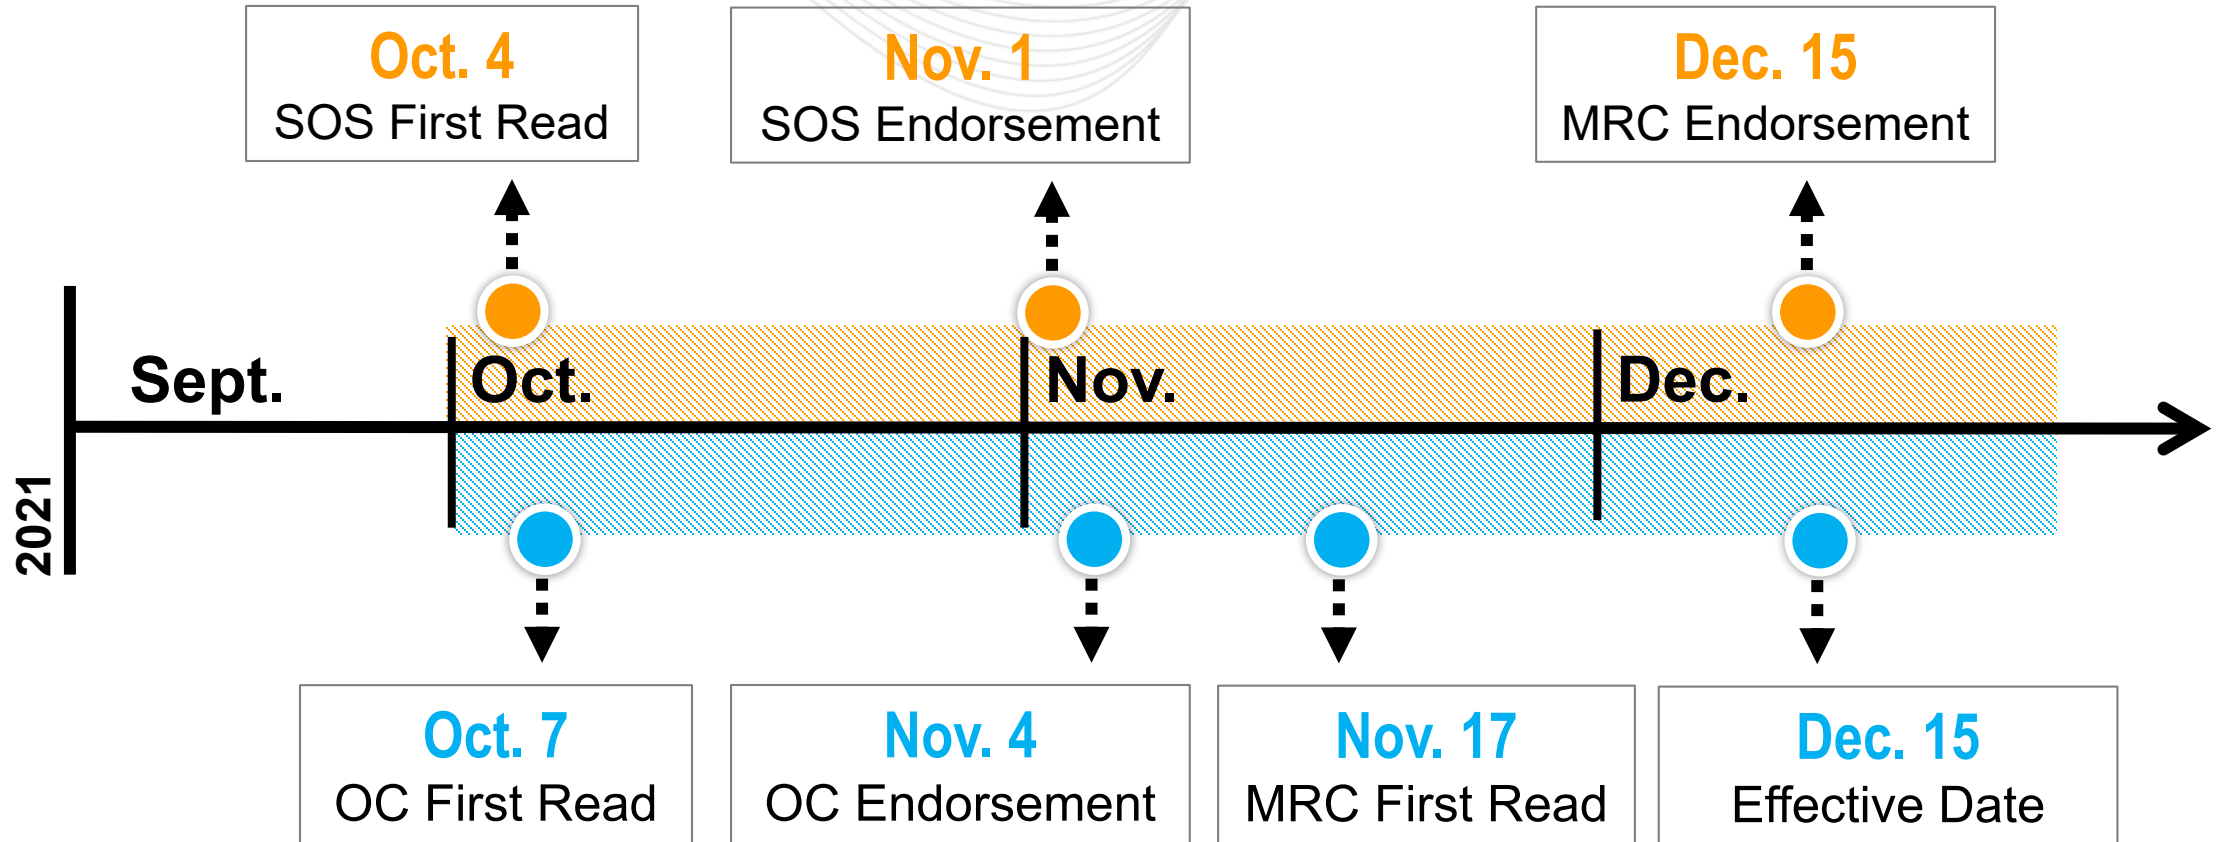 Oct. 4
SOS First Read
Nov. 1
SOS Endorsement
Dec. 15
MRC Endorsement
Sept.
Oct.
Nov.
Dec.
2021
Oct. 7
OC First Read
Nov. 4
OC Endorsement
Nov. 17
MRC First Read
Dec. 15
Effective Date